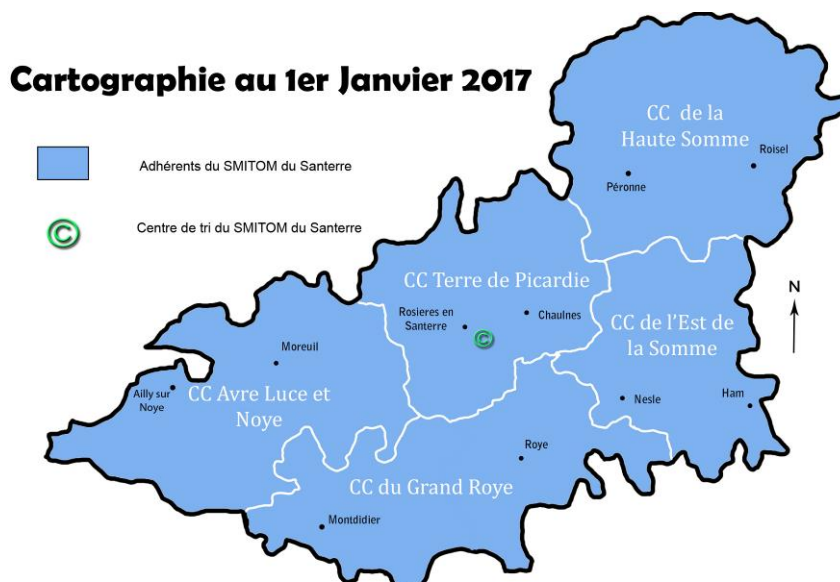 Cartographie au 1er Janvier 2017
Adhérents du SMITOM du Santerre
©
Centre de tri du SMITOM du Santerre
CC de la
Haute Somme
Roisel
Péronne
CC Terre de Picardie
Rosieres en
Santerre
Chaulnes
©
N
CC de l'Est de
la Somme
Moreuil
Ailly sur
Noye
CC Avre Luce et
Noye
Nesle
Ham
Roye
CC du Grand Roye
Montdidier